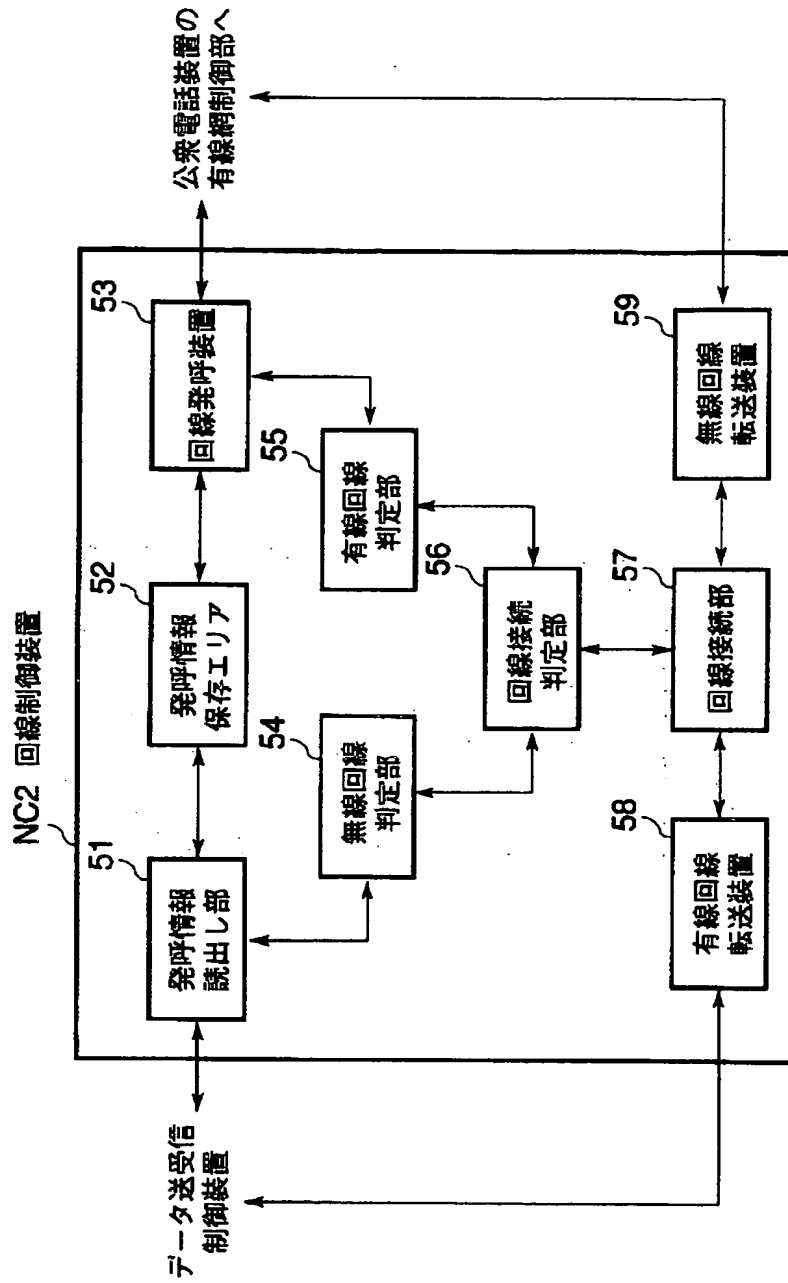 NC2 回線制御装置
データ送受信
制御装置
51
発呼情報
読出し部
52
発呼情報
保存エリア
53
回線発呼装置
公衆電話装置の
有線網制御部へ
54
無線回線
判定部
55
有線回線
判定部
56
回線接続
判定部
58
有線回線
転送装置
57
回線接続部
59
無線回線
転送装置